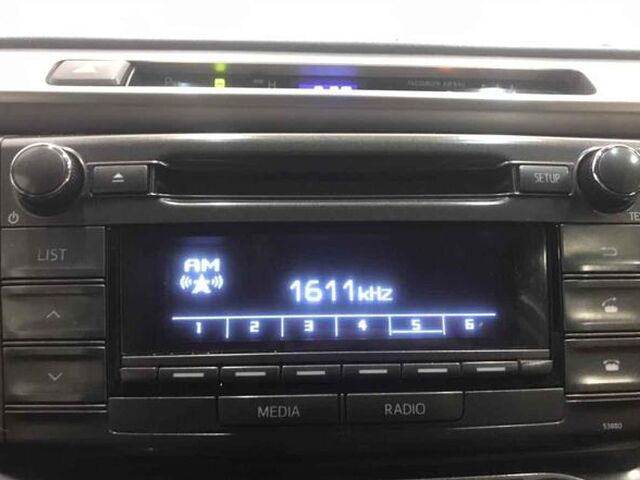 SETUP
LIST
AM
1611kHz
1 2 3 4 5 6
MEDIA RADIO
53880